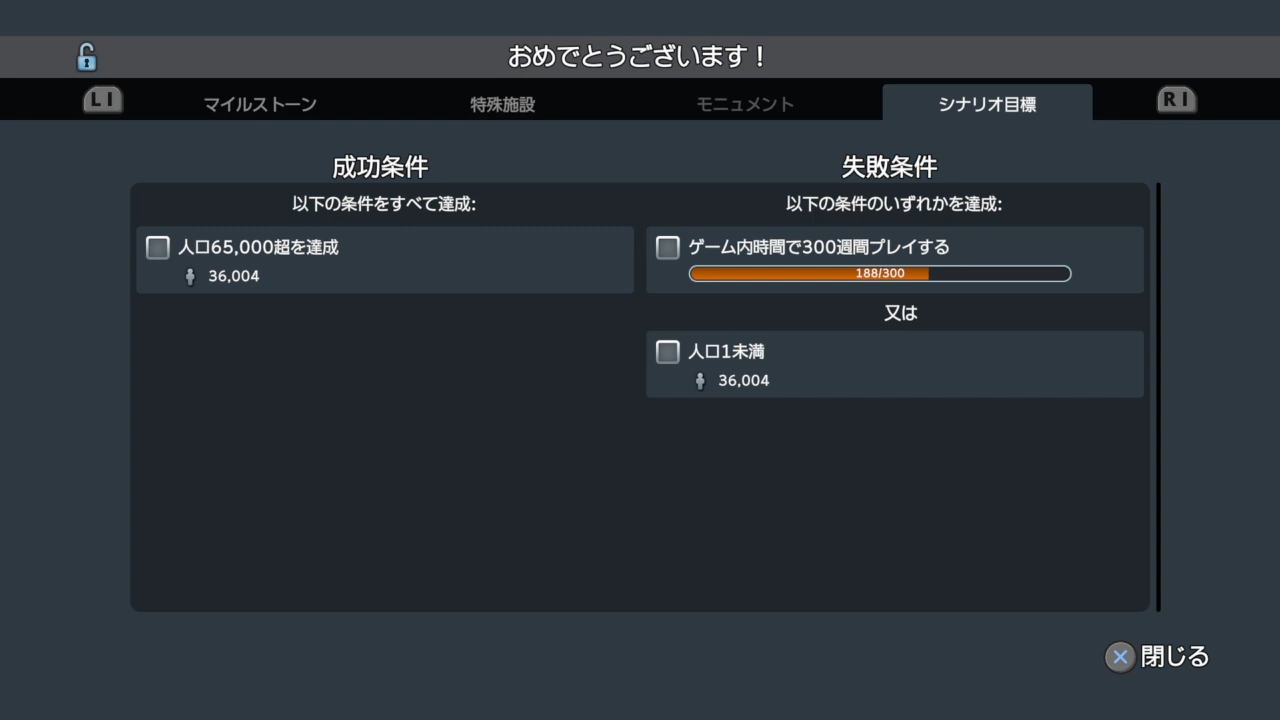 おめでとうございます！
L1 マイルストーン 特殊施設 モニュメント シナリオ目標 R1
成功条件
以下の条件をすべて達成:
人口65,000超を達成
36,004
失敗条件
以下の条件のいずれかを達成:
ゲーム内時間で300週間プレイする
188/300
又は
人口1未満
36,004
閉じる